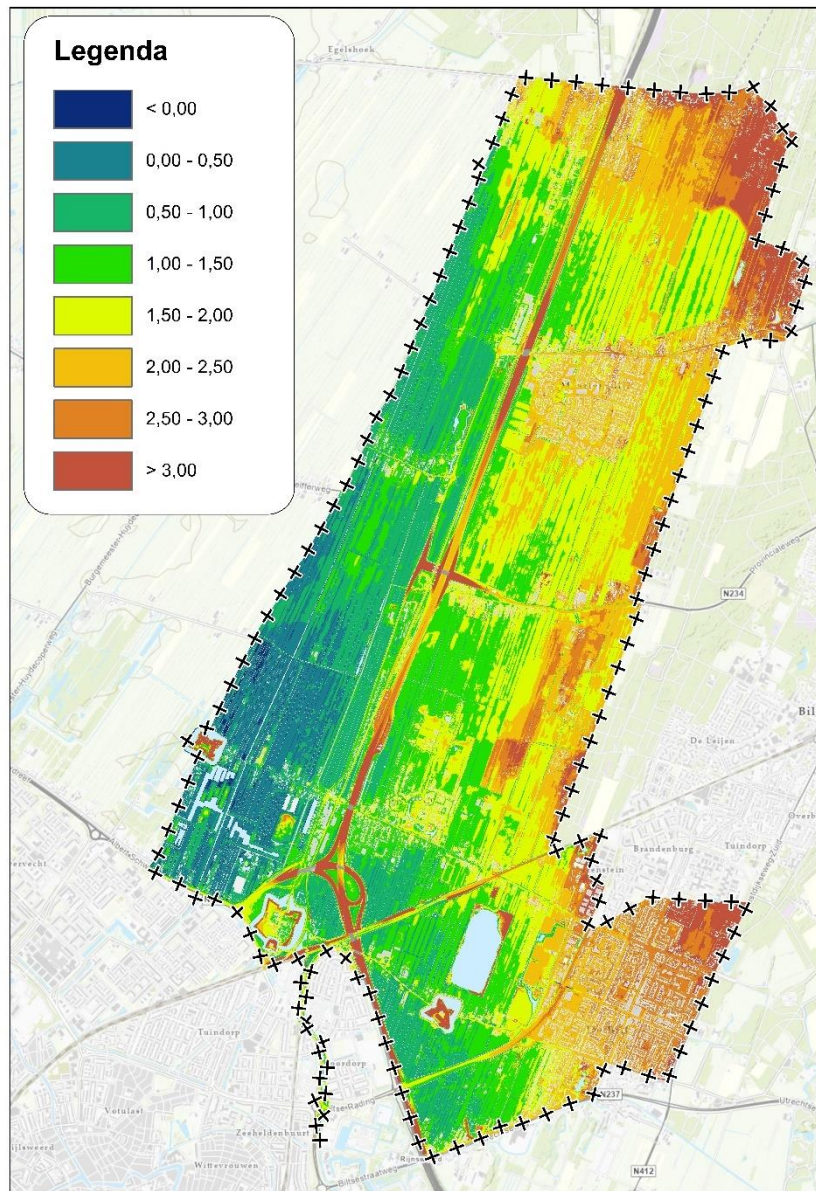 Legenda
< 0,00
0,00 - 0,50
0,50 - 1,00
1,00 - 1,50
1,50 - 2,00
2,00 - 2,50
2,50 - 3,00
> 3,00
Egelshoek
N234
Provincialeweg
De Leijen
Brandenburg
Tuindorp
Tuindorp
Votulast
Zeeheldenbuurt
Wittevrouwen
Biltsestraatweg
N237
N412